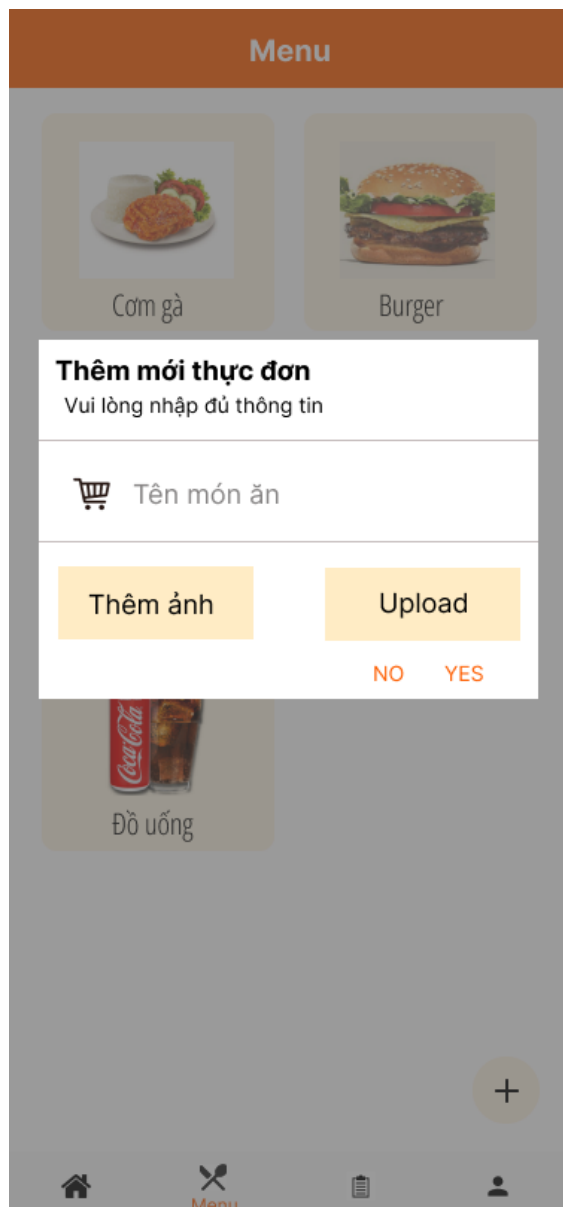 Menu
Cơm gà
Burger
Thêm mới thực đơn
Vui lòng nhập đủ thông tin
Tên món ăn
Thêm ảnh
Upload
NO YES
Coca-Cola
Đồ uống
+
Menu